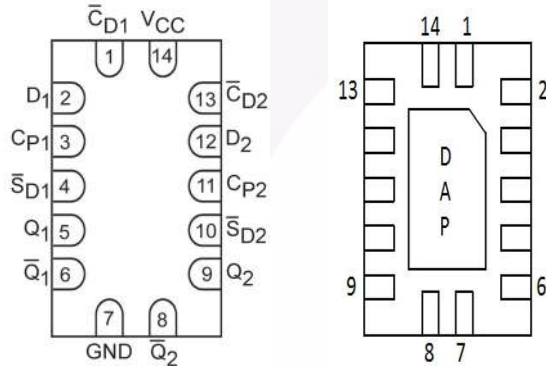 C̅D1 VCC
1 14
D1 2 13 C̅D2
CP1 3 12 D2
S̅D1 4 11 CP2
Q1 5 10 S̅D2
Q̅1 6 9 Q2
7 8
GND Q̅2
14 1
13 2
D
A
P
9 6
8 7